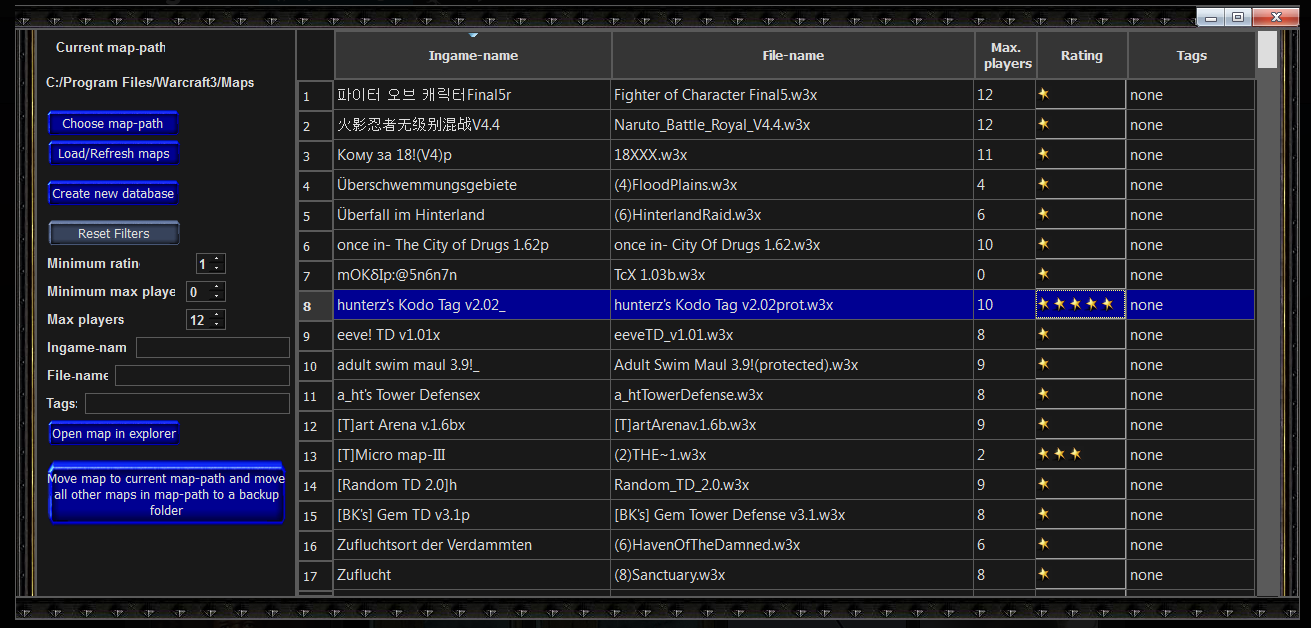 Current map-path
C:/Program Files/Warcraft3/Maps
Choose map-path
Load/Refresh maps
Create new database
Reset Filters
Minimum ratin 1
Minimum max playe 0
Max players 12
Ingame-nam
File-name
Tags:
Open map in explorer
Move map to current map-path and move
all other maps in map-path to a backup
folder
Ingame-name File-name Max. players Rating Tags
1 파이터 오브 캐릭터Final5r Fighter of Character Final5.w3x 12 none
2 火影忍者无级别混战V4.4 Naruto_Battle_Royal_V4.4.w3x 12 none
3 Кому за 18!(V4)p 18XXX.w3x 11 none
4 Überschwemmungsgebiete (4)FloodPlains.w3x 4 none
5 Überfall im Hinterland (6)HinterlandRaid.w3x 6 none
6 once in- The City of Drugs 1.62p once in- City Of Drugs 1.62.w3x 10 none
7 mOKδIp:@5n6n7n TcX 1.03b.w3x 0 none
8 hunterz's Kodo Tag v2.02_ hunterz's Kodo Tag v2.02prot.w3x 10 none
9 eeve! TD v1.01x eeveTD_v1.01.w3x 8 none
10 adult swim maul 3.9!_ Adult Swim Maul 3.9!(protected).w3x 9 none
11 a_ht's Tower Defensex a_htTowerDefense.w3x 8 none
12 [T]art Arena v.1.6bx [T]artArenav.1.6b.w3x 9 none
13 [T]Micro map-Ⅲ (2)THE~1.w3x 2 none
14 [Random TD 2.0]h Random_TD_2.0.w3x 9 none
15 [BK's] Gem TD v3.1p [BK's] Gem Tower Defense v3.1.w3x 8 none
16 Zufluchtsort der Verdammten (6)HavenOfTheDamned.w3x 6 none
17 Zuflucht (8)Sanctuary.w3x 8 none